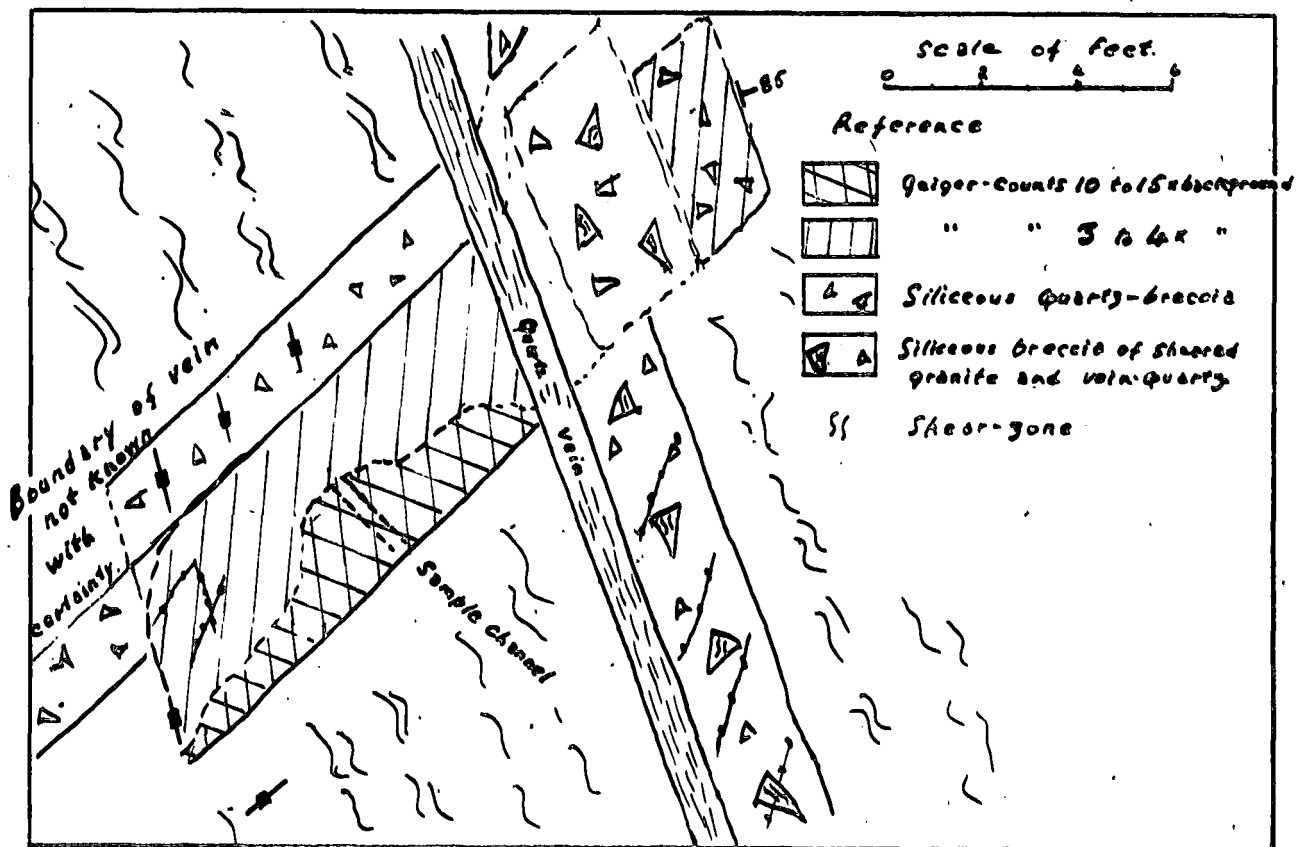 Scale of Feet.
0 2 4 6
85
Reference
Geiger-counts 10 to 15 x background
" " 3 to 4 x "
Siliceous Quartz-breccia
Siliceous breccia of sheared
granite and vein-quartz
Shear-zone
Boundary of vein
not known
with
certainty.
Quartz vein
Sample channel